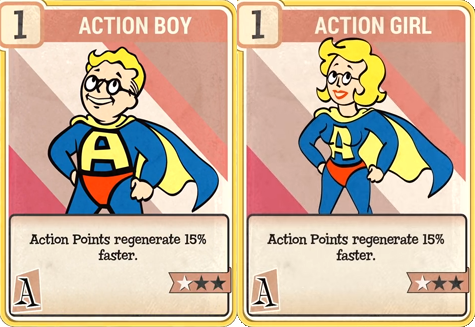 1 ACTION BOY
A
Action Points regenerate 15%
faster.
A
1 ACTION GIRL
A
Action Points regenerate 15%
faster.
A